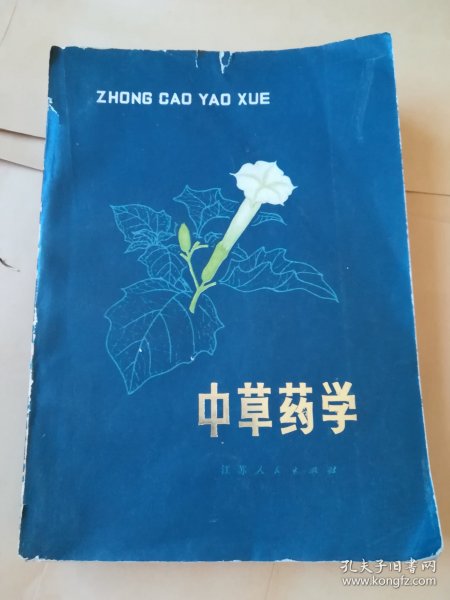 ZHONG CAO YAO XUE
中草药学
江苏人民出版社
孔夫子旧书网
www.kongfz.com